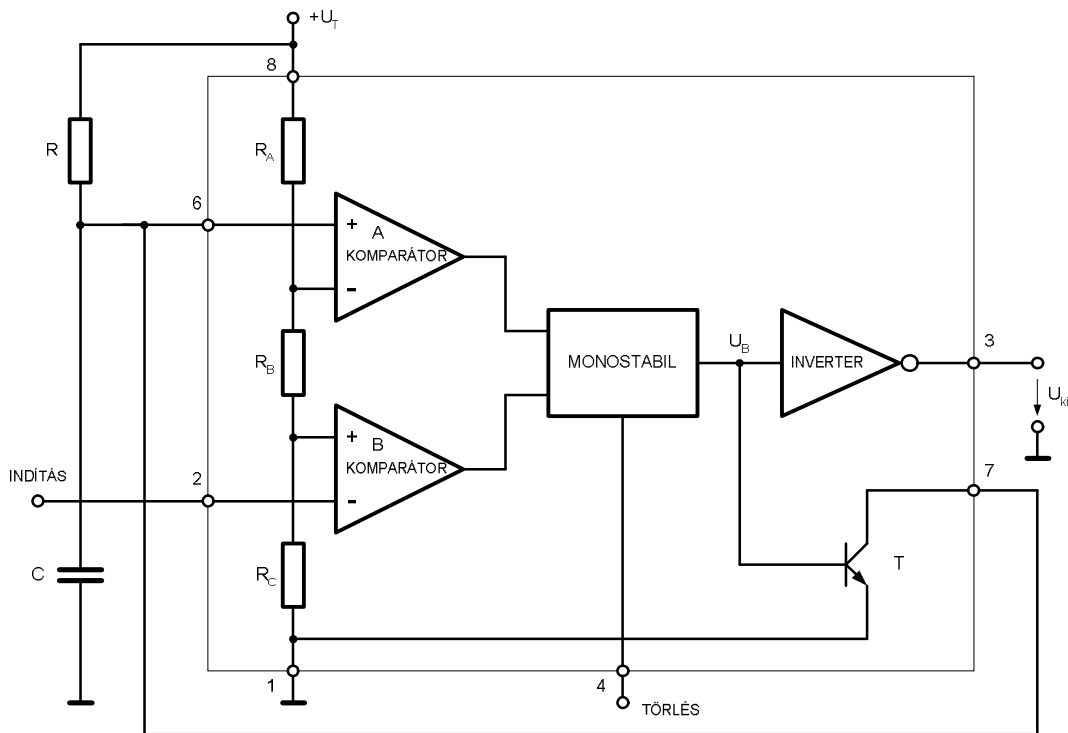 +U_T
8
R
R_A
6
+
A
KOMPARÁTOR
-
R_B
MONOSTABIL
U_B
INVERTER
3
U_ki
+
B
KOMPARÁTOR
-
INDÍTÁS
2
7
C
R_C
T
1
4
TÖRLÉS